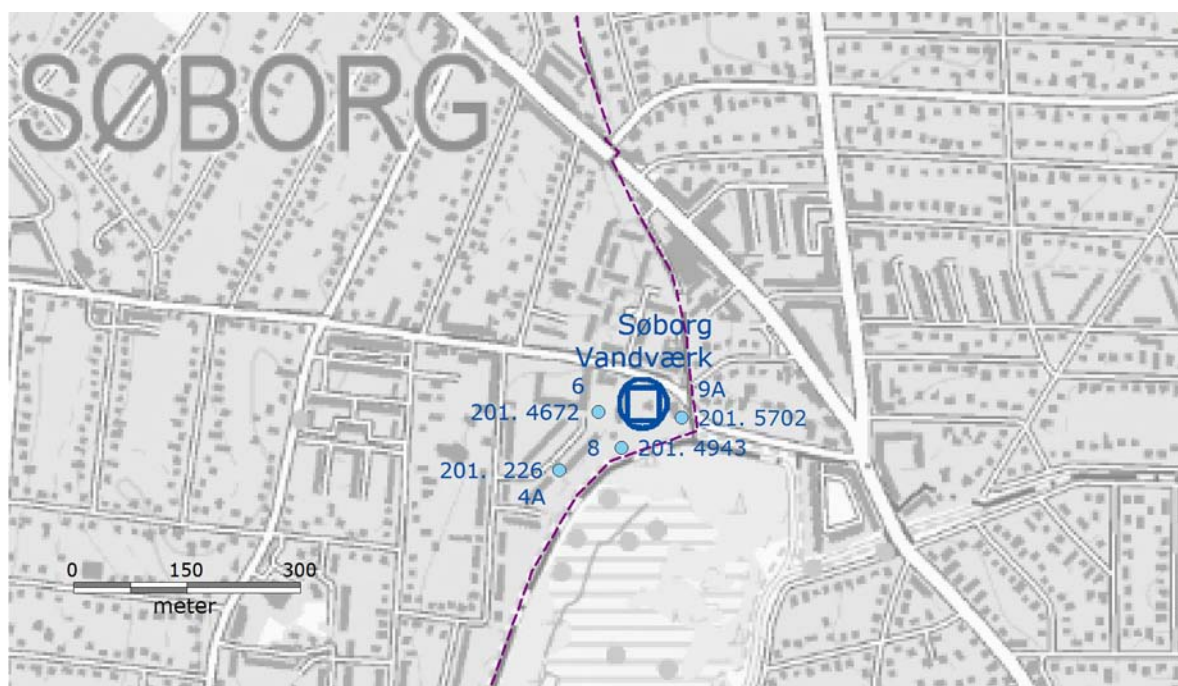 SØBORG
Søborg
Vandværk
6
9A
201. 4672
201. 5702
8
201. 4943
201. 226
4A
0 150 300
meter